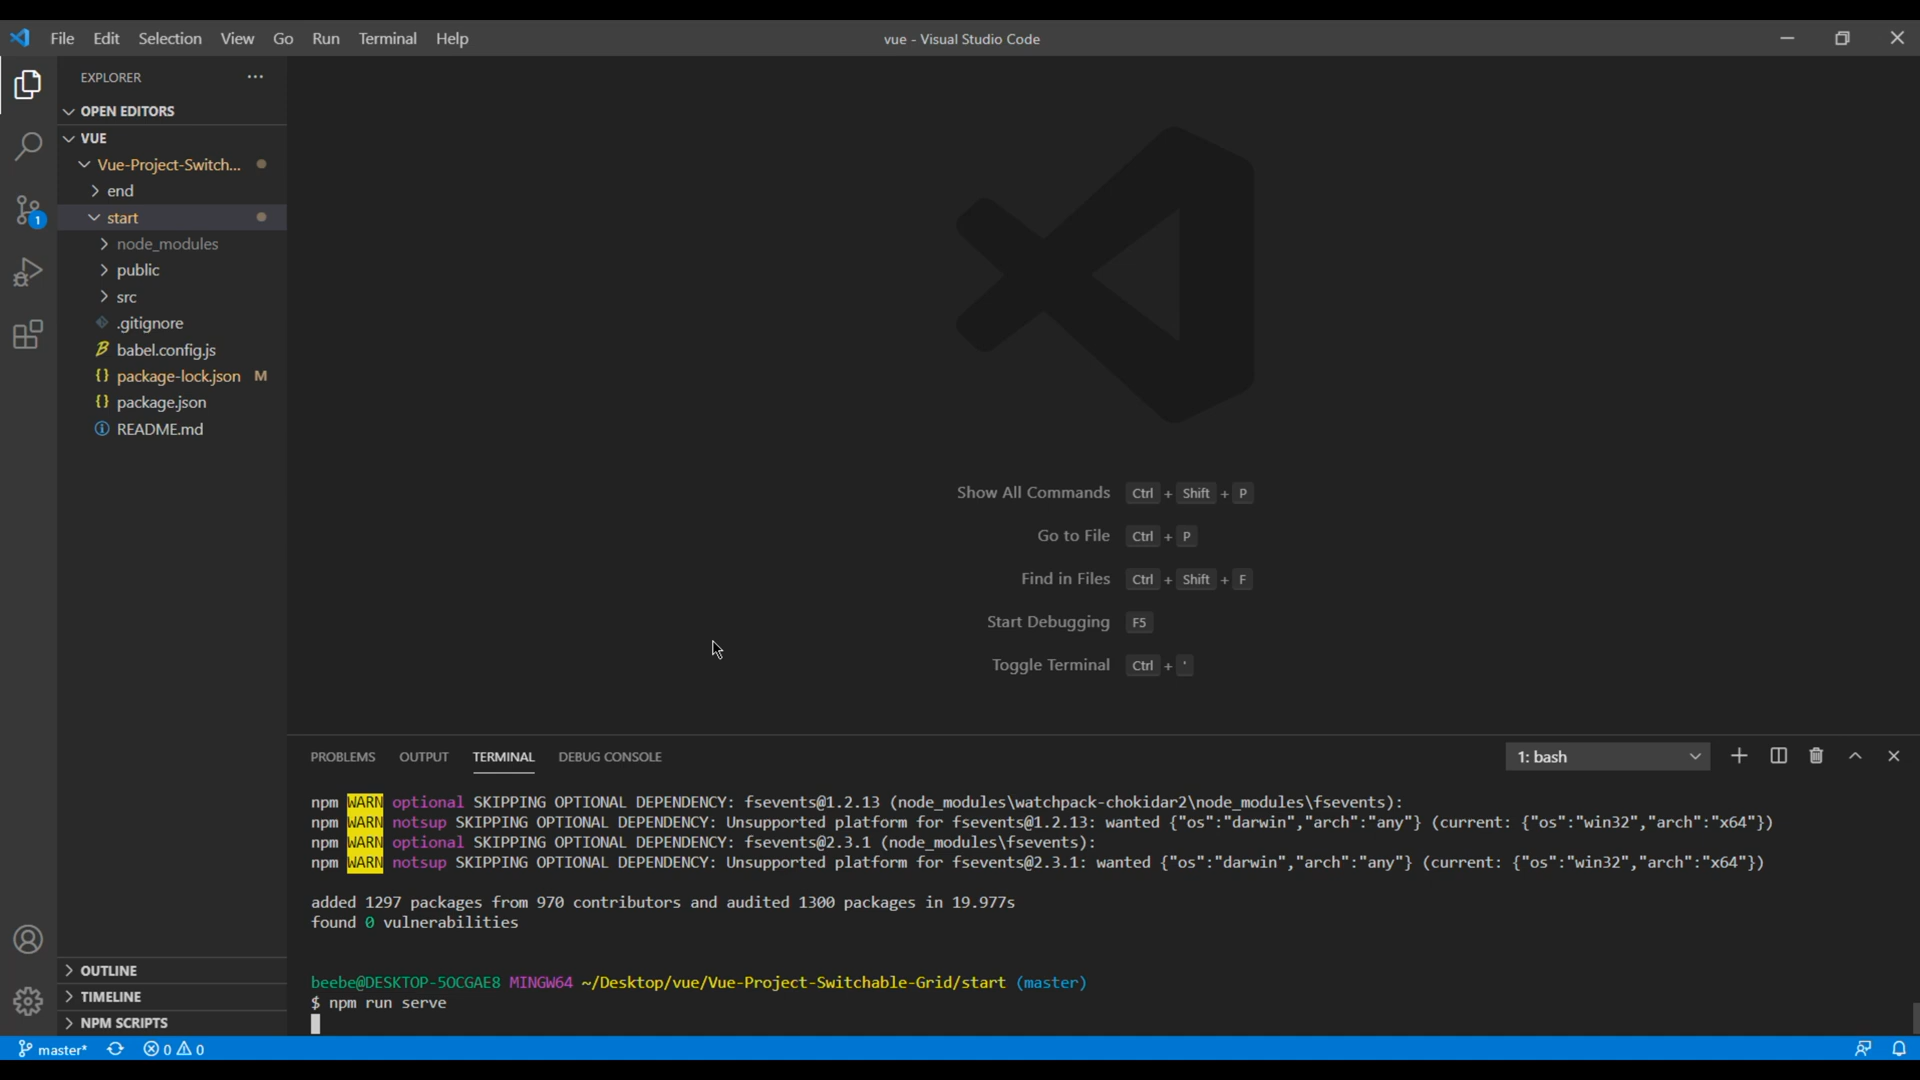 File Edit Selection View Go Run Terminal Help
vue - Visual Studio Code
EXPLORER
OPEN EDITORS
VUE
Vue-Project-Switch...
end
start
node_modules
public
src
.gitignore
babel.config.js
package-lock.json M
package.json
README.md
OUTLINE
TIMELINE
NPM SCRIPTS
1
Show All Commands Ctrl + Shift + P
Go to File Ctrl + P
Find in Files Ctrl + Shift + F
Start Debugging F5
Toggle Terminal Ctrl + '
PROBLEMS OUTPUT TERMINAL DEBUG CONSOLE
1: bash
npm WARN optional SKIPPING OPTIONAL DEPENDENCY: fsevents@1.2.13 (node_modules\watchpack-chokidar2\node_modules\fsevents):
npm WARN notsup SKIPPING OPTIONAL DEPENDENCY: Unsupported platform for fsevents@1.2.13: wanted {"os":"darwin","arch":"any"} (current: {"os":"win32","arch":"x64"})
npm WARN optional SKIPPING OPTIONAL DEPENDENCY: fsevents@2.3.1 (node_modules\fsevents):
npm WARN notsup SKIPPING OPTIONAL DEPENDENCY: Unsupported platform for fsevents@2.3.1: wanted {"os":"darwin","arch":"any"} (current: {"os":"win32","arch":"x64"})
added 1297 packages from 970 contributors and audited 1300 packages in 19.977s
found 0 vulnerabilities
beebe@DESKTOP-5OCGAE8 MINGW64 ~/Desktop/vue/Vue-Project-Switchable-Grid/start (master)
$ npm run serve
master* 0 0